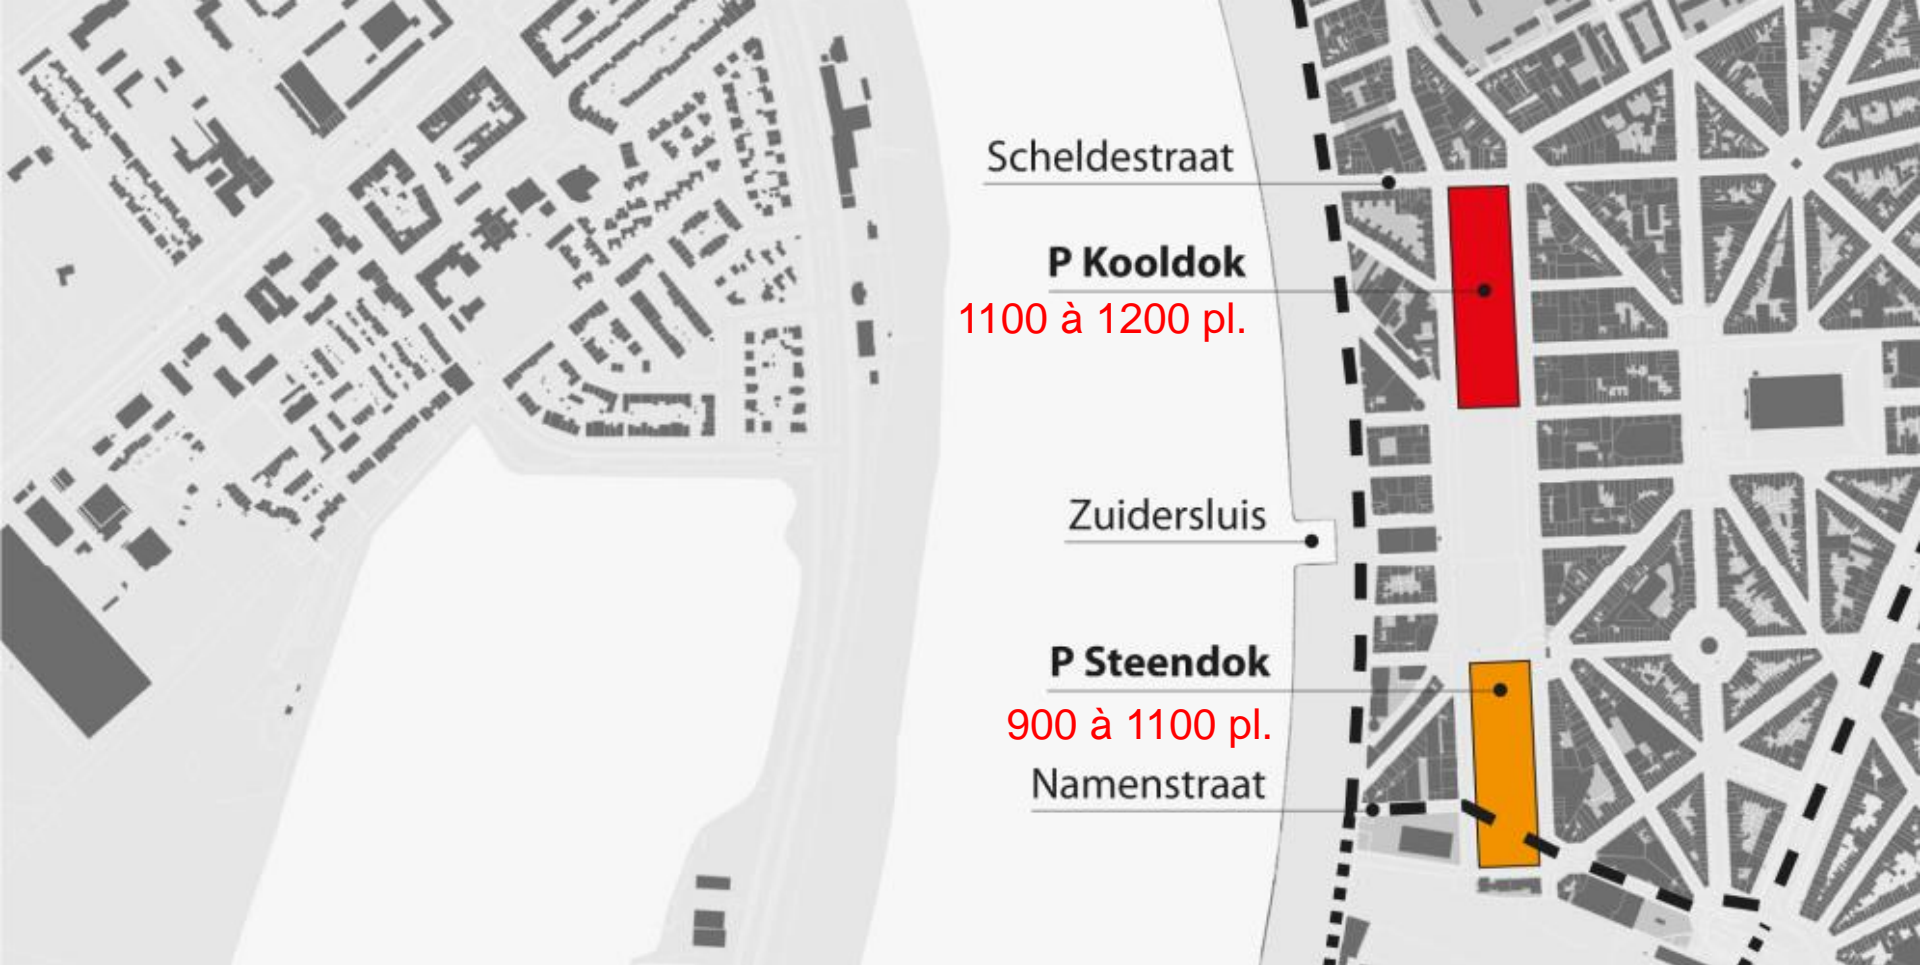 Scheldestraat
P Kooldok
1100 à 1200 pl.
Zuidersluis
P Steendok
900 à 1100 pl.
Namenstraat